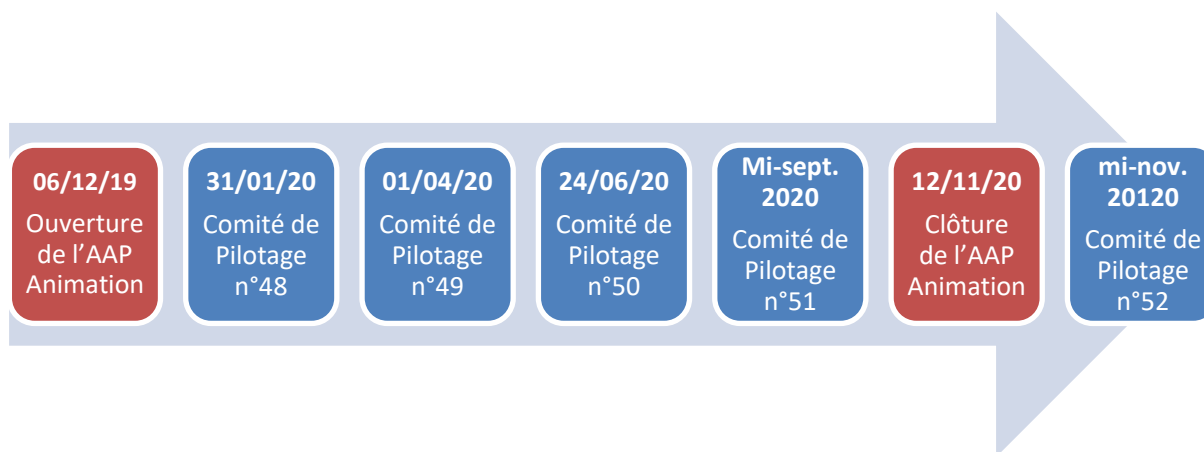 06/12/19
Ouverture
de l’AAP
Animation
31/01/20
Comité de
Pilotage
n°48
01/04/20
Comité de
Pilotage
n°49
24/06/20
Comité de
Pilotage
n°50
Mi-sept.
2020
Comité de
Pilotage
n°51
12/11/20
Clôture
de l’AAP
Animation
mi-nov.
20120
Comité de
Pilotage
n°52